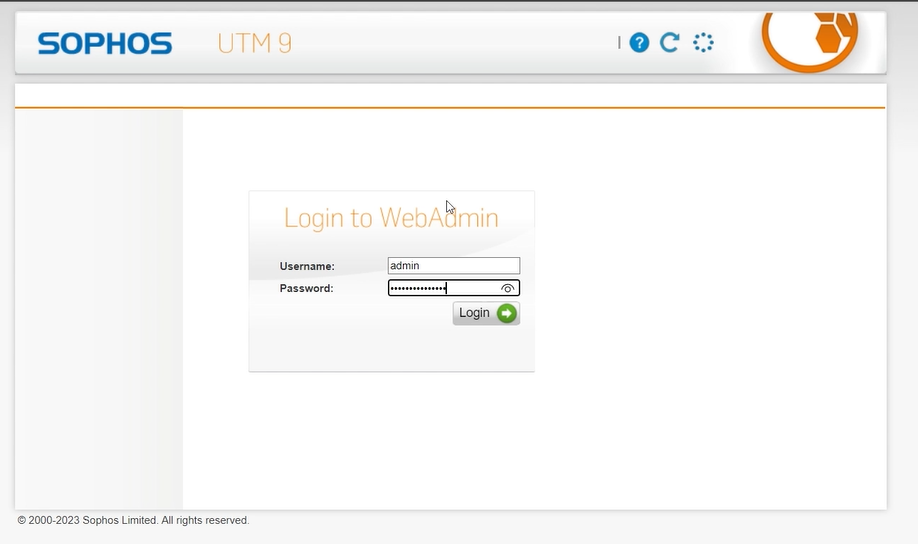 SOPHOS UTM 9
Login to WebAdmin
Username: admin
Password: •••••••••••••••
Login
© 2000-2023 Sophos Limited. All rights reserved.